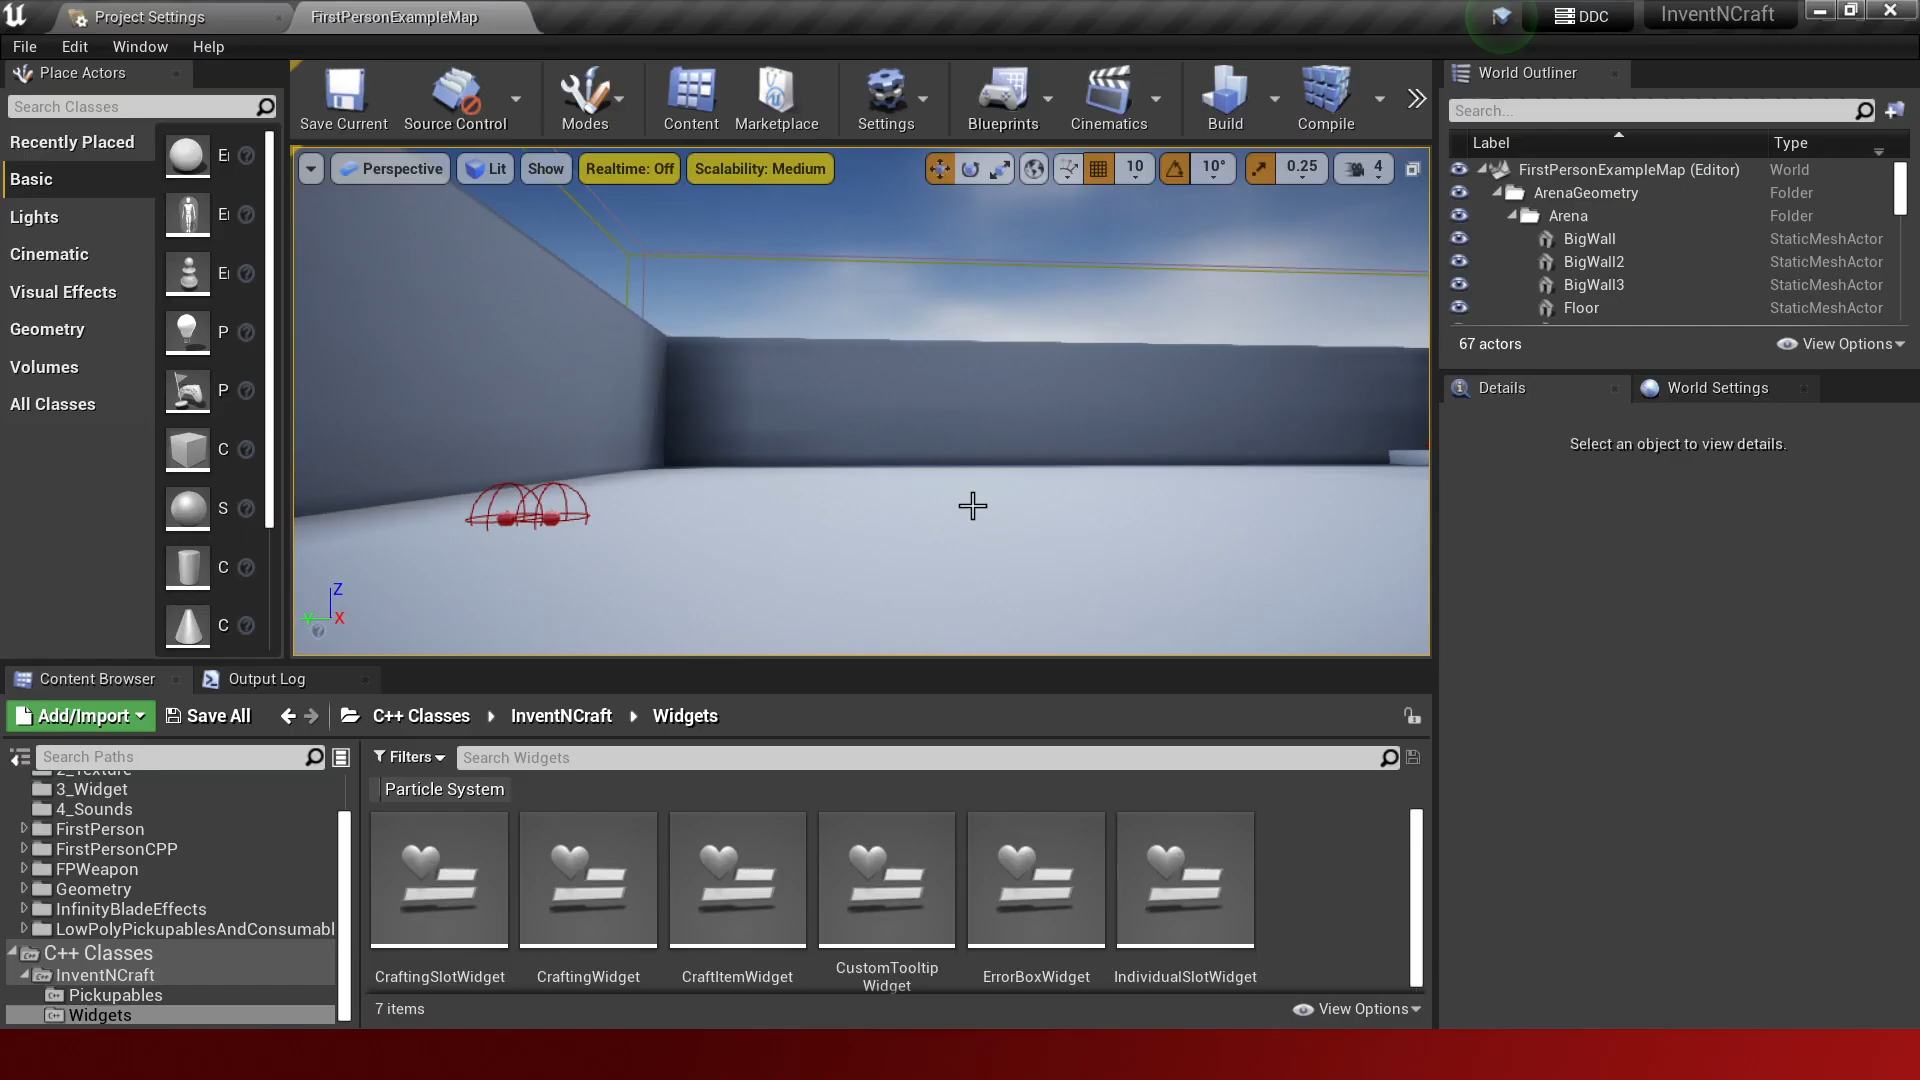 Project Settings
FirstPersonExampleMap
DDC
InventNCraft
File Edit Window Help
Place Actors
Search Classes
Recently Placed
Basic
Lights
Cinematic
Visual Effects
Geometry
Volumes
All Classes
P
P
C
S
C
C
Save Current
Source Control
Modes
Content
Marketplace
Settings
Blueprints
Cinematics
Build
Compile
Perspective
Lit
Show
Realtime: Off
Scalability: Medium
10
10°
0.25
4
Z
Y
X
World Outliner
Search...
Label Type
FirstPersonExampleMap (Editor) World
ArenaGeometry Folder
Arena Folder
BigWall StaticMeshActor
BigWall2 StaticMeshActor
BigWall3 StaticMeshActor
Floor StaticMeshActor
67 actors
View Options
Details
World Settings
Select an object to view details.
Content Browser
Output Log
Add/Import
Save All
C++ Classes
InventNCraft
Widgets
Search Paths
2_Texture
3_Widget
4_Sounds
FirstPerson
FirstPersonCPP
FPWeapon
Geometry
InfinityBladeEffects
LowPolyPickupablesAndConsumabl
C++ Classes
InventNCraft
Pickupables
Widgets
Filters
Search Widgets
Particle System
CraftingSlotWidget
CraftingWidget
CraftItemWidget
CustomTooltip
Widget
ErrorBoxWidget
IndividualSlotWidget
7 items
View Options